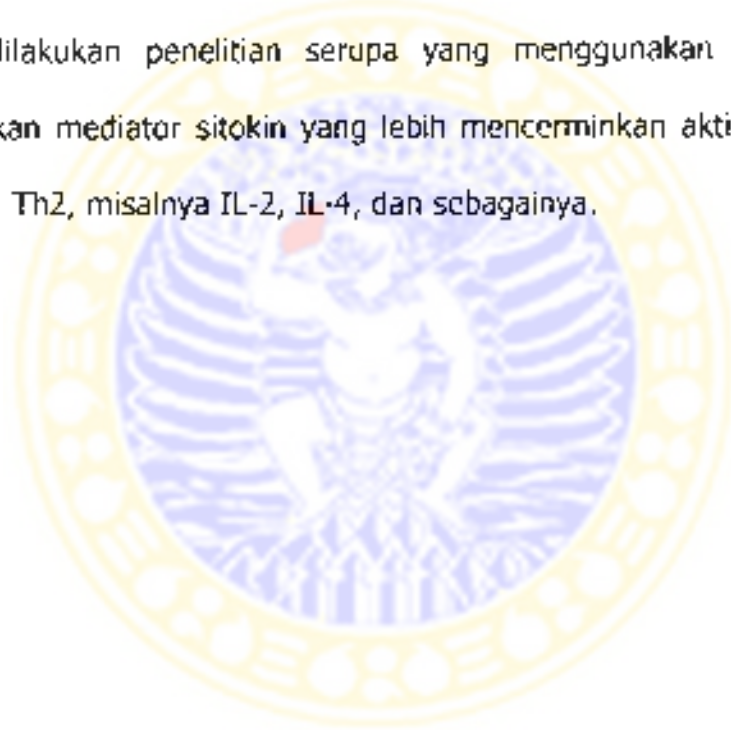 dilakukan penelitian serupa yang menggunakan
kan mediator sitokin yang lebih mencerminkan akti
Th2, misalnya IL-2, IL-4, dan sebagainya.